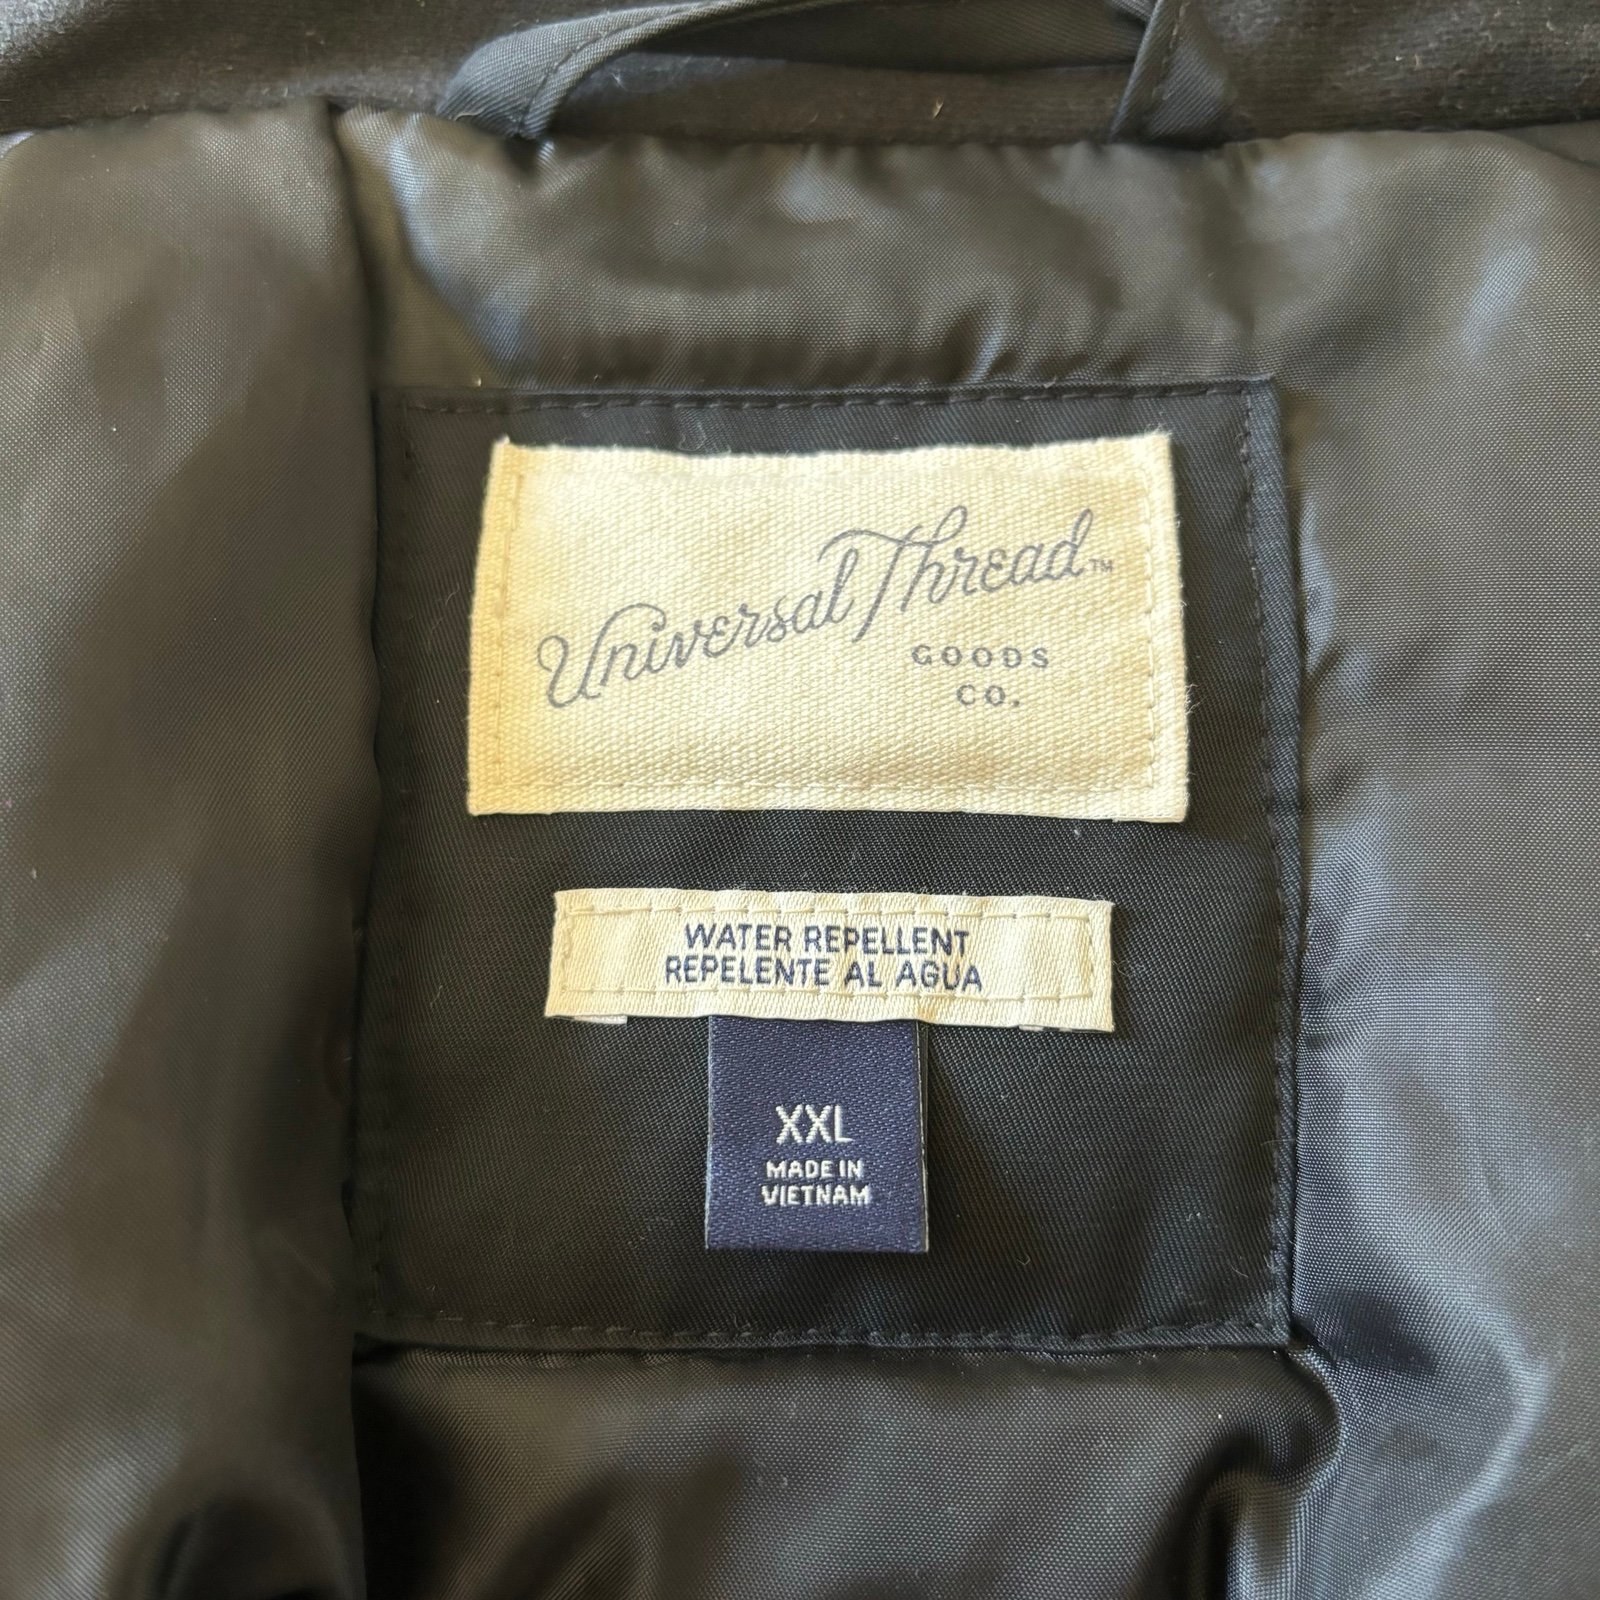 Universal Thread™
GOODS
CO.
WATER REPELLENT
REPELENTE AL AGUA
XXL
MADE IN
VIETNAM